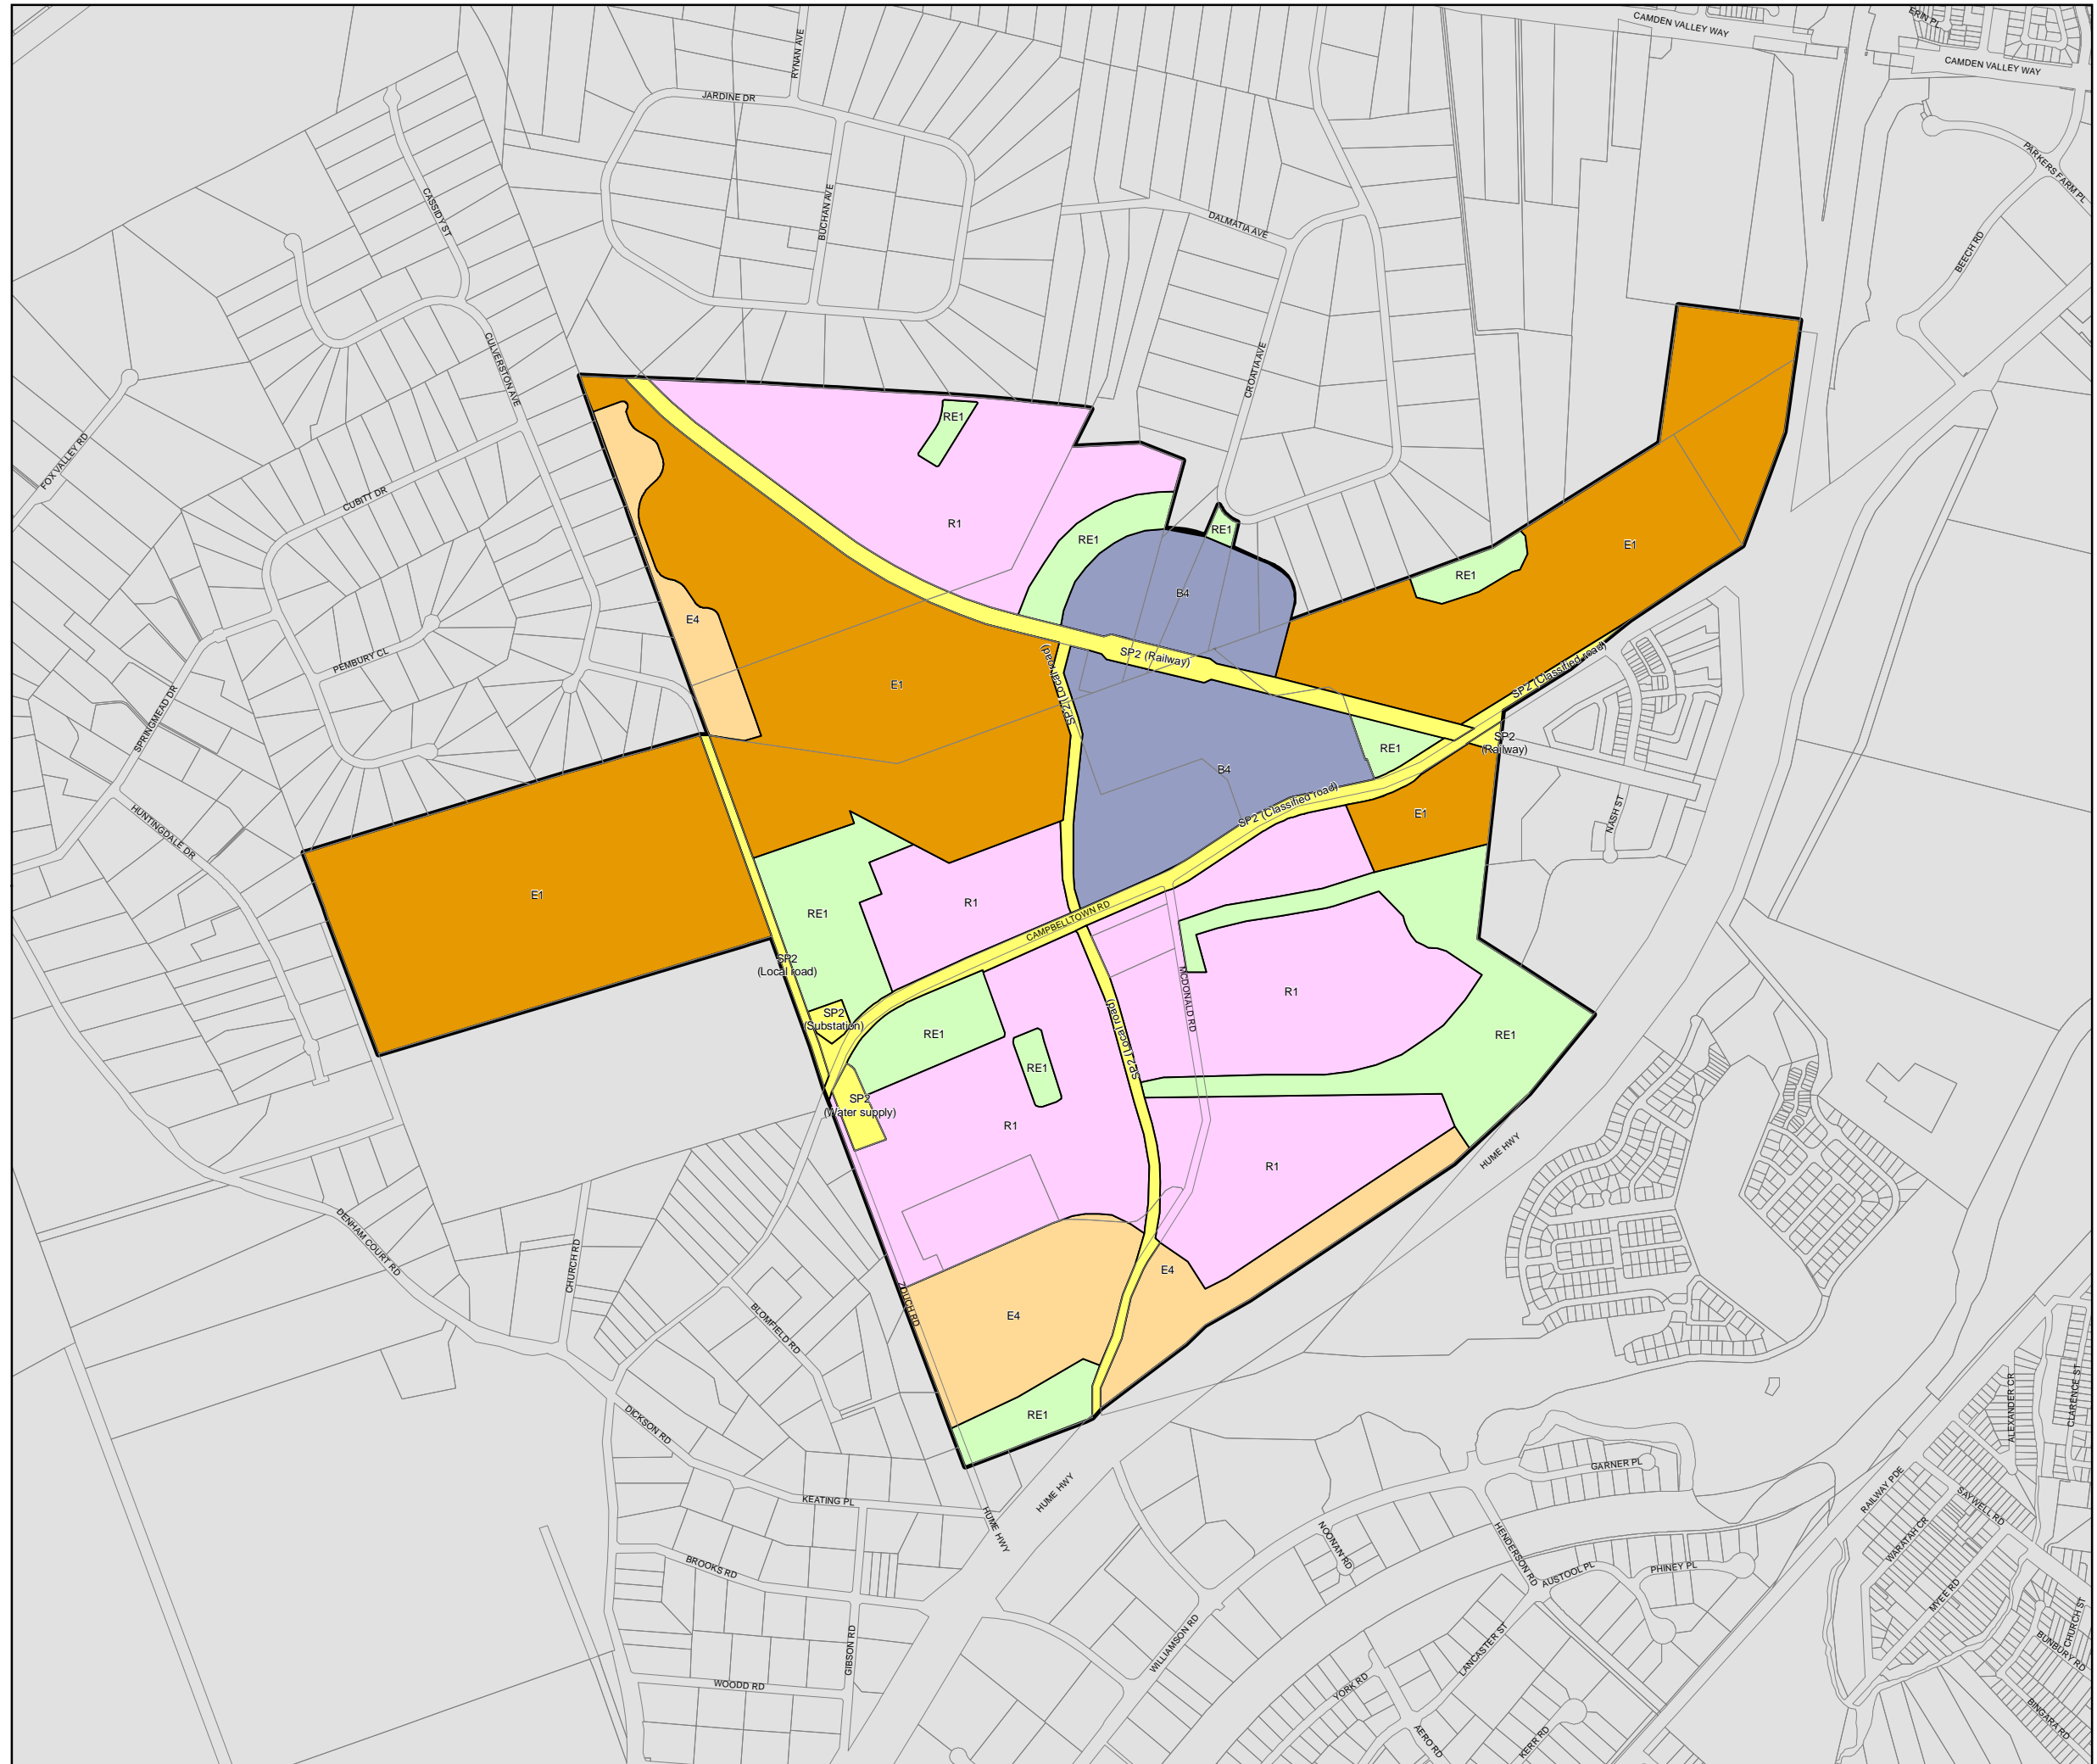 CAMDEN VALLEY WAY
ERIN PL
CAMDEN VALLEY WAY
RYNAN AVE
JARDINE DR
PARKERS FARM PL
CASSIDY ST
BUCHAN AVE
DALMATIA AVE
BEECH RD
CULVERSTON AVE
CROATIA AVE
FOX VALLEY RD
RE1
CUBITT DR
R1
RE1
RE1
E1
RE1
B4
E4
PEMBURY CL
SP2 (Railway)
SP2 (Local road)
SP2 (Classified road)
E1
SPRINGMEAD DR
SP2
(Railway)
RE1
B4
SP2 (Classified road)
E1
NASH ST
HUNTINGDALE DR
E1
R1
RE1
CAMPBELLTOWN RD
SP2
(Local road)
MCDONALD RD
R1
SP2
(Substation)
RE1
SP2 (Local road)
RE1
RE1
SP2
(Water supply)
R1
HUME HWY
R1
DENHAM COURT RD
CHURCH RD
E4
ZOUCH RD
E4
BLOMFIELD RD
RE1
DICKSON RD
ALEXANDER CR
CLARENCE ST
GARNER PL
KEATING PL
HUME HWY
HUME HWY
RAILWAY PDE
SAYWELL RD
NOONAN RD
HENDERSON RD
WARATAH CR
BROOKS RD
AUSTOOL PL
PHINEY PL
MYEE RD
CHURCH ST
GIBSON RD
WILLIAMSON RD
LANCASTER ST
BUNBURY RD
WOODD RD
YORK RD
BINGARA RD
AERO RD
KERR RD